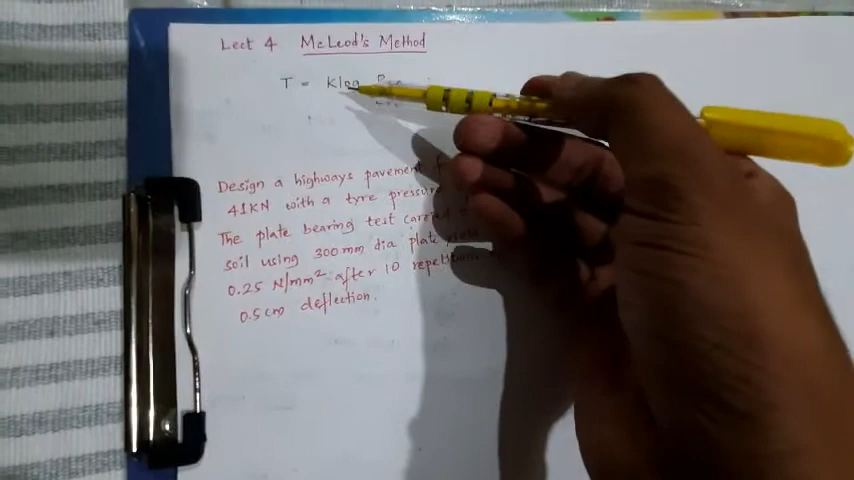 Lect 4 McLeod's Method
T = Klog P
Design a highways pavement
41KN with a tyre pressure
The plate bearing test carried
soil using 300mm dia plate
0.25 N/mm² after 10 repetitions
0.5cm deflection.